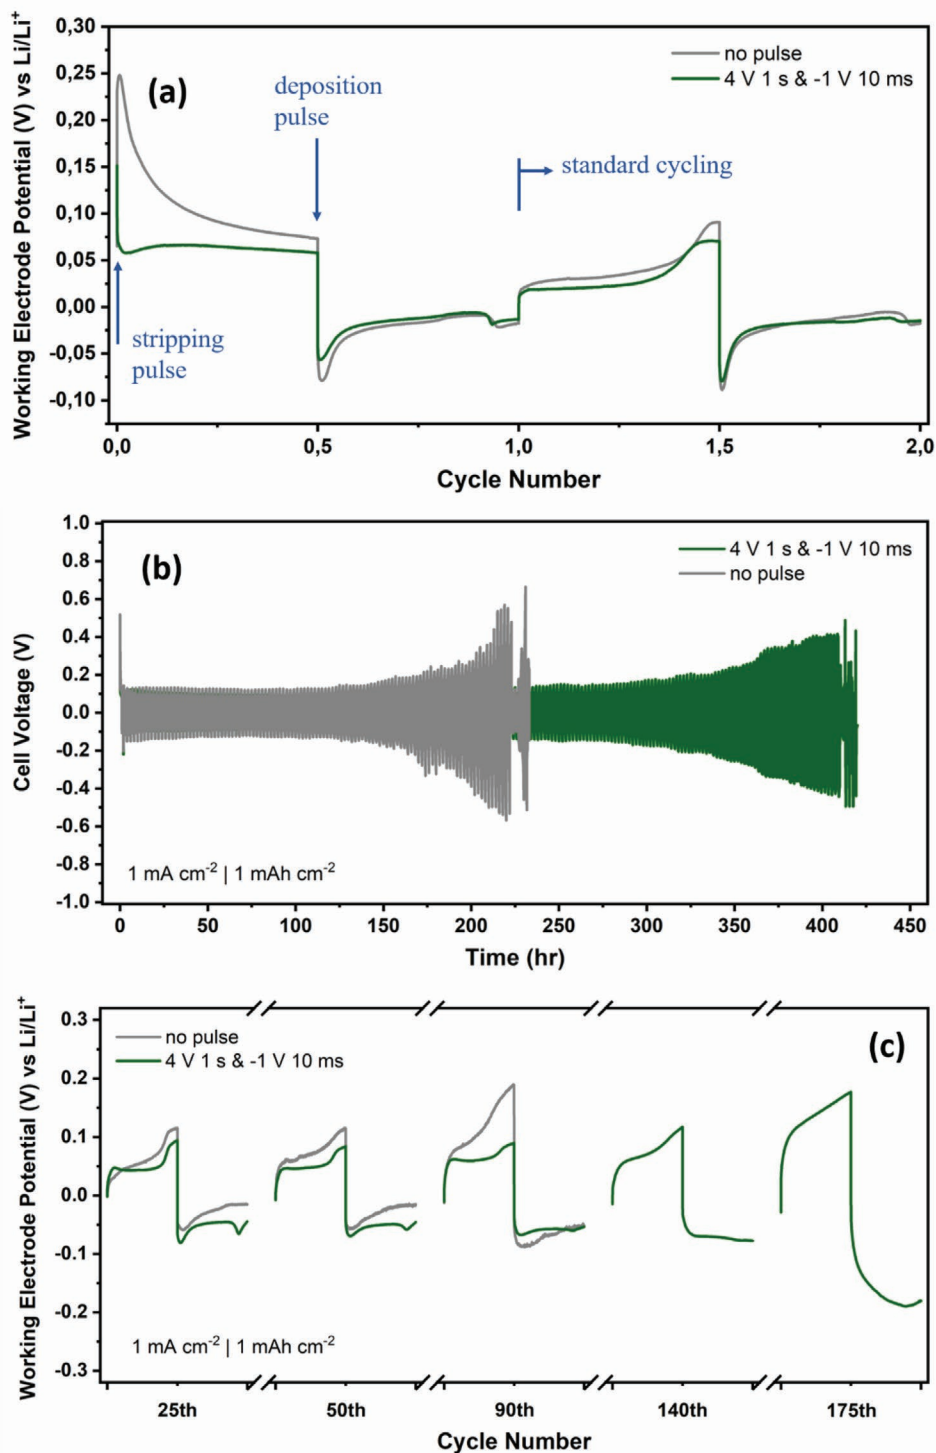 (a)
no pulse
4 V 1 s & -1 V 10 ms
deposition
pulse
standard cycling
stripping
pulse
Working Electrode Potential (V) vs Li/Li⁺
0,30
0,25
0,20
0,15
0,10
0,05
0,00
-0,05
-0,10
0,0
0,5
1,0
1,5
2,0
Cycle Number
(b)
4 V 1 s & -1 V 10 ms
no pulse
Cell Voltage (V)
1.0
0.8
0.6
0.4
0.2
0.0
-0.2
-0.4
-0.6
-0.8
-1.0
1 mA cm⁻² | 1 mAh cm⁻²
0
50
100
150
200
250
300
350
400
450
Time (hr)
(c)
no pulse
4 V 1 s & -1 V 10 ms
Working Electrode Potential (V) vs Li/Li⁺
0.3
0.2
0.1
0.0
-0.1
-0.2
-0.3
1 mA cm⁻² | 1 mAh cm⁻²
25th
50th
90th
140th
175th
Cycle Number